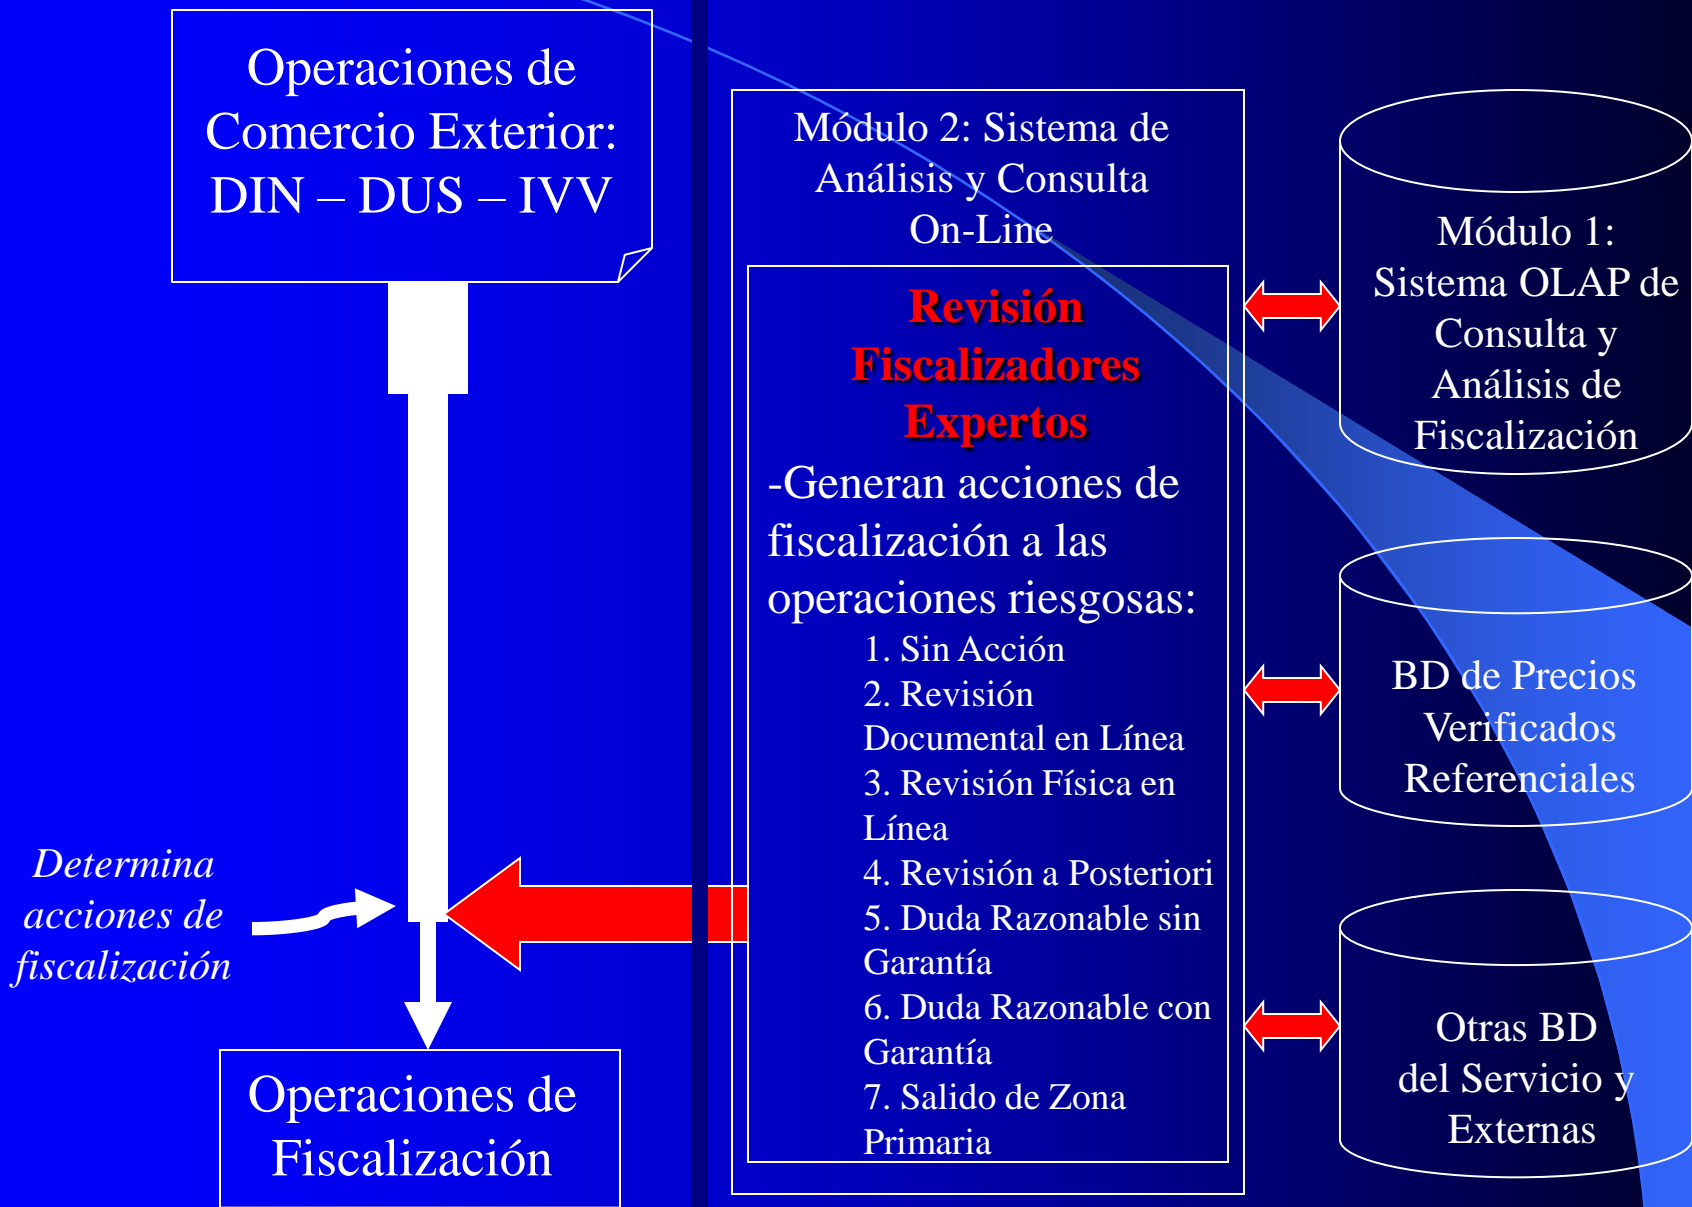 Operaciones de
Comercio Exterior:
DIN – DUS – IVV
Determina
acciones de
fiscalización
Operaciones de
Fiscalización
Módulo 2: Sistema de
Análisis y Consulta
On-Line
Revisión
Fiscalizadores
Expertos
-Generan acciones de
fiscalización a las
operaciones riesgosas:
1. Sin Acción
2. Revisión
Documental en Línea
3. Revisión Física en
Línea
4. Revisión a Posteriori
5. Duda Razonable sin
Garantía
6. Duda Razonable con
Garantía
7. Salido de Zona
Primaria
Módulo 1:
Sistema OLAP de
Consulta y
Análisis de
Fiscalización
BD de Precios
Verificados
Referenciales
Otras BD
del Servicio y
Externas